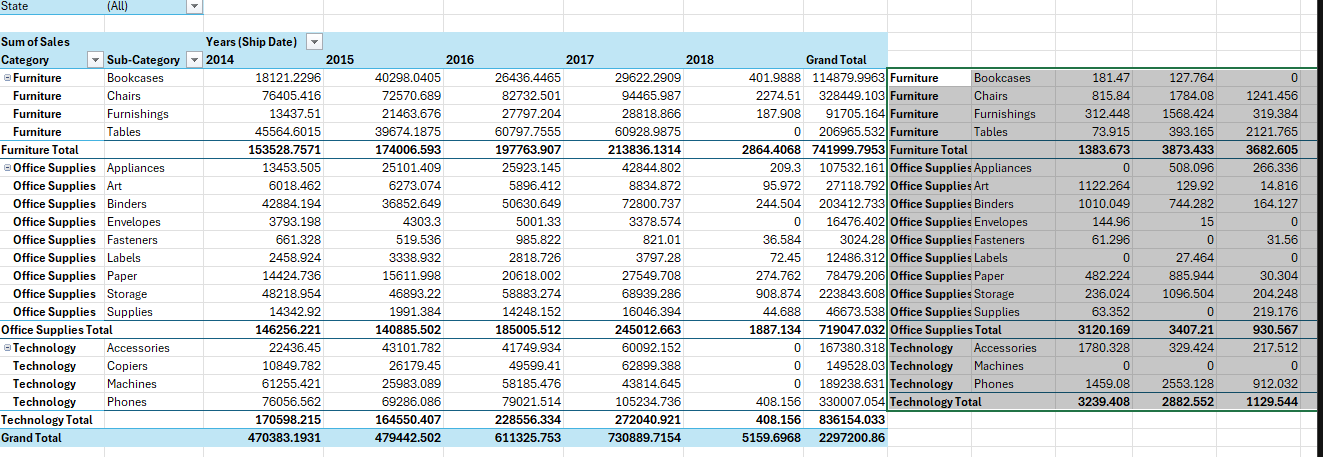 State (All)
Sum of Sales Years (Ship Date)
Category Sub-Category 2014 2015 2016 2017 2018 Grand Total
Furniture Bookcases 18121.2296 40298.0405 26436.4465 29622.2909 401.9888 114879.9963 Furniture Bookcases 181.47 127.764 0
Furniture Chairs 76405.416 72570.689 82732.501 94465.987 2274.51 328449.103 Furniture Chairs 815.84 1784.08 1241.456
Furniture Furnishings 13437.51 21463.676 27797.204 28818.866 187.908 91705.164 Furniture Furnishings 312.448 1568.424 319.384
Furniture Tables 45564.6015 39674.1875 60797.7555 60928.9875 0 206965.532 Furniture Tables 73.915 393.165 2121.765
Furniture Total 153528.7571 174006.593 197763.907 213836.1314 2864.4068 741999.7953 Furniture Total 1383.673 3873.433 3682.605
Office Supplies Appliances 13453.505 25101.409 25923.145 42844.802 209.3 107532.161 Office Supplies Appliances 0 508.096 266.336
Office Supplies Art 6018.462 6273.074 5896.412 8834.872 95.972 27118.792 Office Supplies Art 1122.264 129.92 14.816
Office Supplies Binders 42884.194 36852.649 50630.649 72800.737 244.504 203412.733 Office Supplies Binders 1010.049 744.282 164.127
Office Supplies Envelopes 3793.198 4303.3 5001.33 3378.574 0 16476.402 Office Supplies Envelopes 144.96 15 0
Office Supplies Fasteners 661.328 519.536 985.822 821.01 36.584 3024.28 Office Supplies Fasteners 61.296 0 31.56
Office Supplies Labels 2458.924 3338.932 2818.726 3797.28 72.45 12486.312 Office Supplies Labels 0 27.464 0
Office Supplies Paper 14424.736 15611.998 20618.002 27549.708 274.762 78479.206 Office Supplies Paper 482.224 885.944 30.304
Office Supplies Storage 48218.954 46893.22 58883.274 68939.286 908.874 223843.608 Office Supplies Storage 236.024 1096.504 204.248
Office Supplies Supplies 14342.92 1991.384 14248.152 16046.394 44.688 46673.538 Office Supplies Supplies 63.352 0 219.176
Office Supplies Total 146256.221 140885.502 185005.512 245012.663 1887.134 719047.032 Office Supplies Total 3120.169 3407.21 930.567
Technology Accessories 22436.45 43101.782 41749.934 60092.152 0 167380.318 Technology Accessories 1780.328 329.424 217.512
Technology Copiers 10849.782 26179.45 49599.41 62899.388 0 149528.03 Technology Machines 0 0 0
Technology Machines 61255.421 25983.089 58185.476 43814.645 0 189238.631 Technology Phones 1459.08 2553.128 912.032
Technology Phones 76056.562 69286.086 79021.514 105234.736 408.156 330007.054 Technology Total 3239.408 2882.552 1129.544
Technology Total 170598.215 164550.407 228556.334 272040.921 408.156 836154.033
Grand Total 470383.1931 479442.502 611325.753 730889.7154 5159.6968 2297200.86